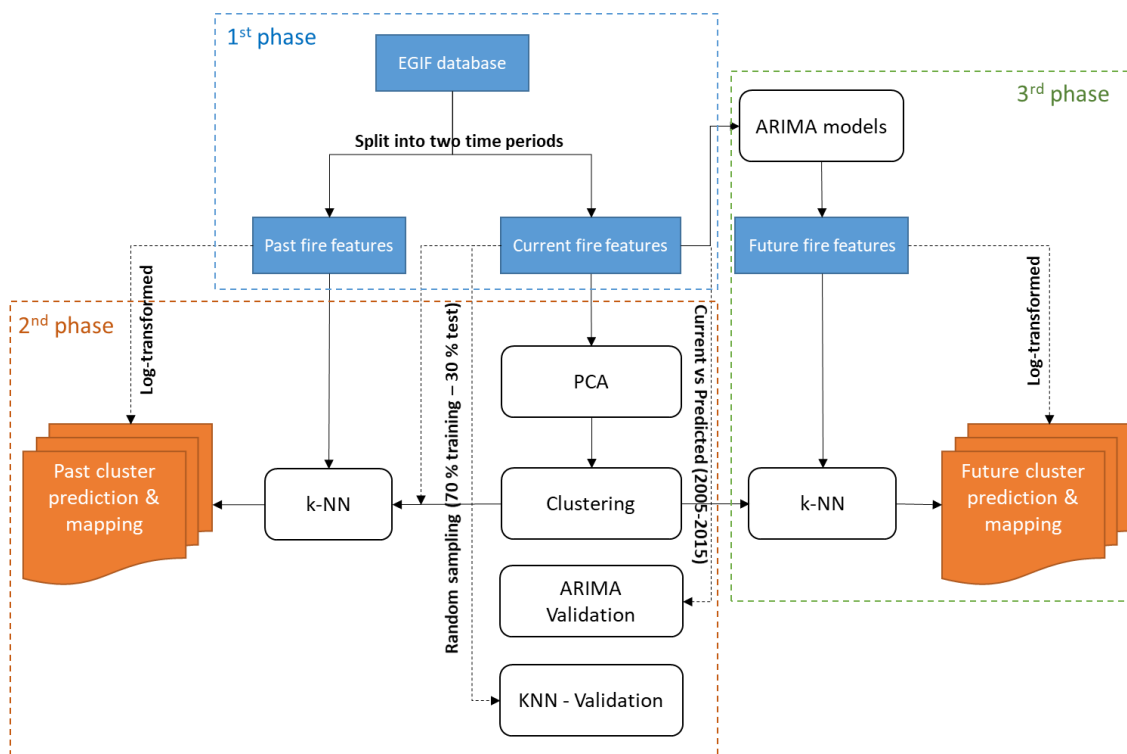 1st phase
EGIF database
3rd phase
ARIMA models
Split into two time periods
Past fire features
Current fire features
Future fire features
2nd phase
Log-transformed
Random sampling (70 % training – 30 % test)
Current vs Predicted (2005-2015)
Log-transformed
PCA
Past cluster
prediction &
mapping
k-NN
Clustering
k-NN
Future cluster
prediction &
mapping
ARIMA
Validation
KNN - Validation